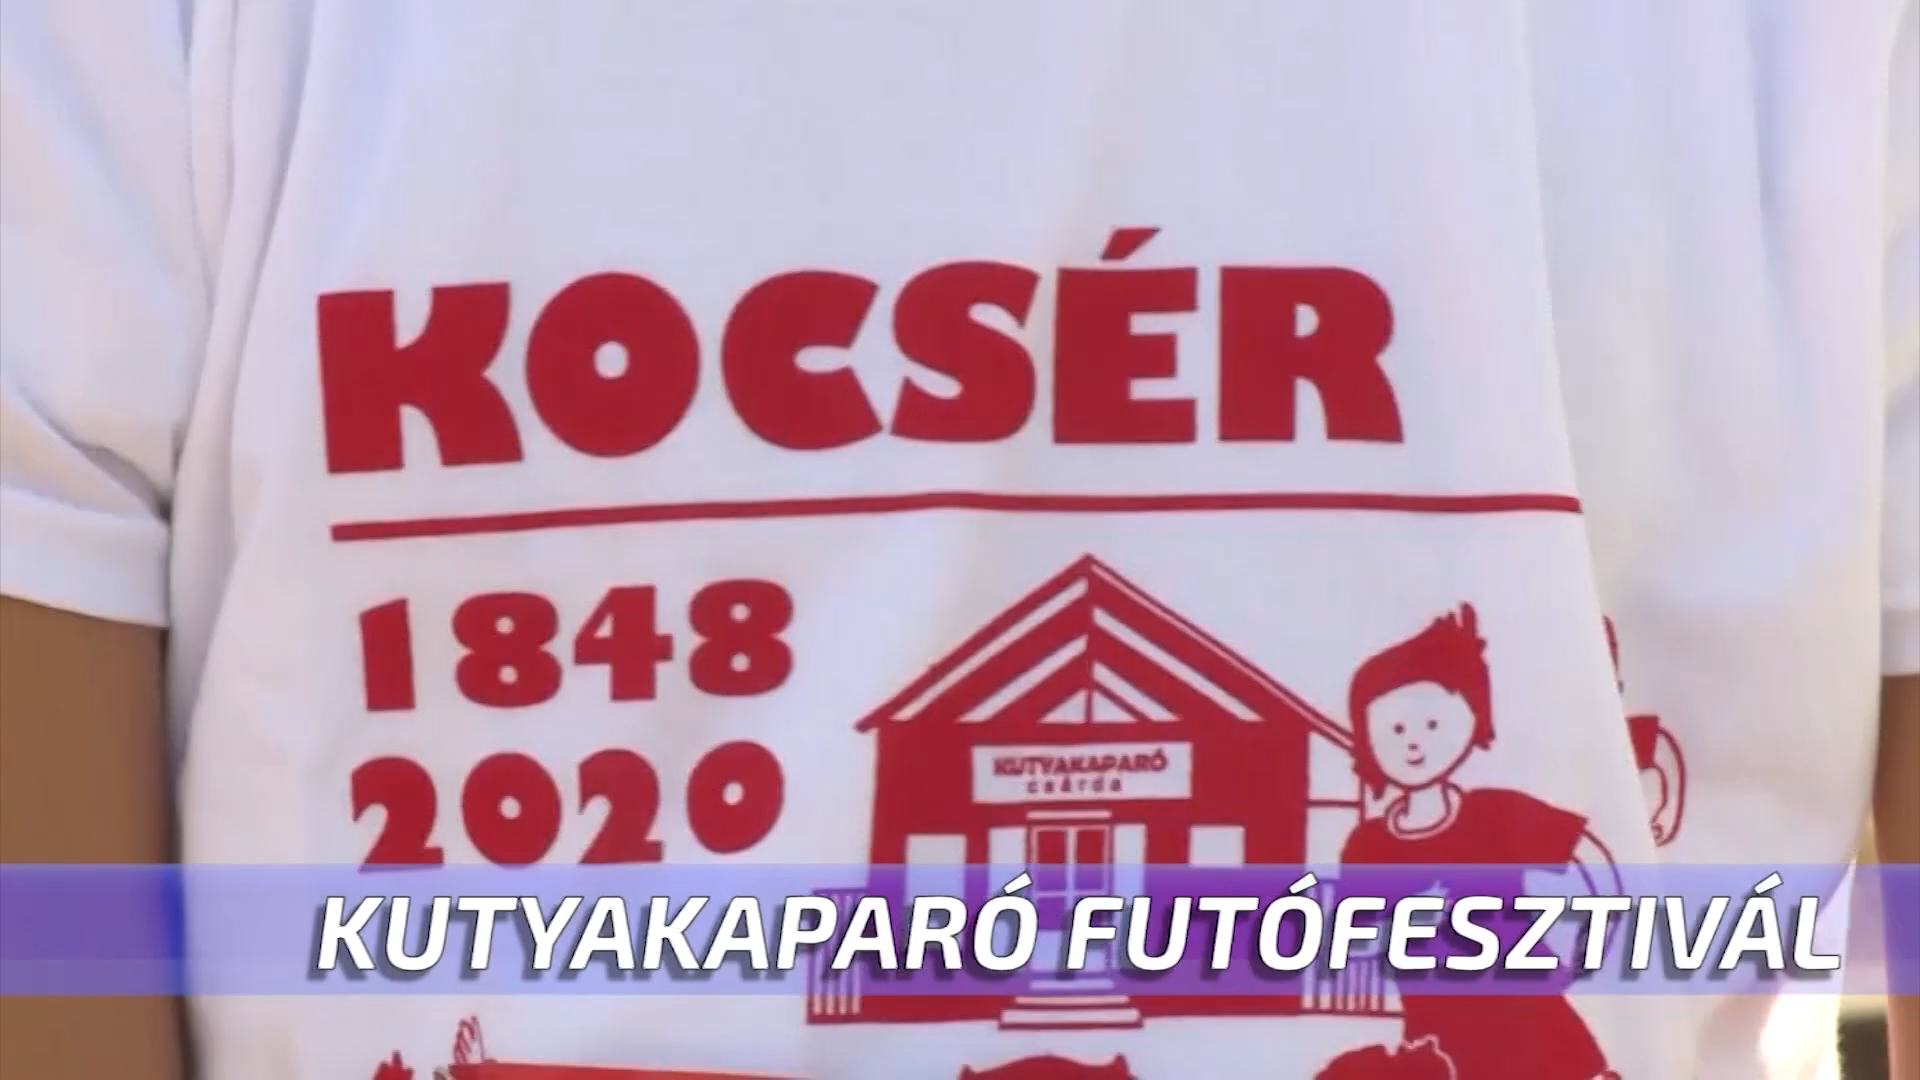 KOCSÉR
1848
2020
KUTYAKAPARÓ
csárda
KUTYAKAPARÓ FUTÓFESZTIVÁL